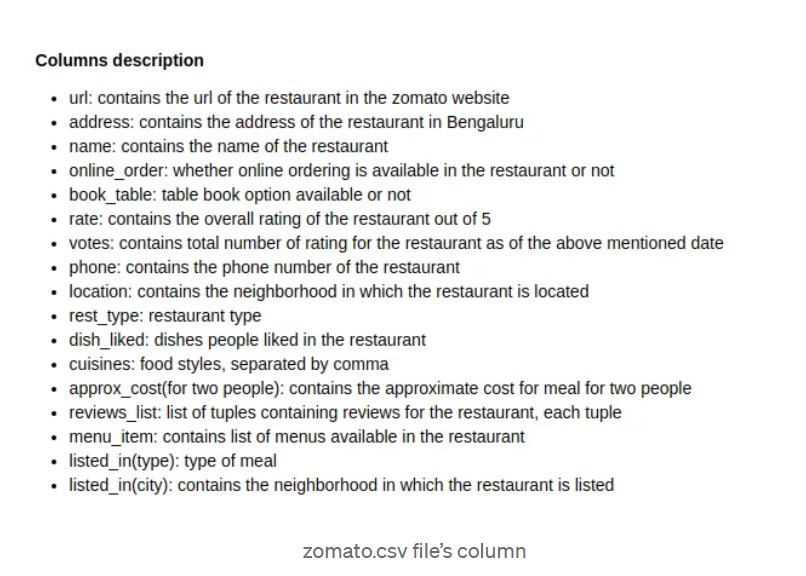 Columns description
• url: contains the url of the restaurant in the zomato website
• address: contains the address of the restaurant in Bengaluru
• name: contains the name of the restaurant
• online_order: whether online ordering is available in the restaurant or not
• book_table: table book option available or not
• rate: contains the overall rating of the restaurant out of 5
• votes: contains total number of rating for the restaurant as of the above mentioned date
• phone: contains the phone number of the restaurant
• location: contains the neighborhood in which the restaurant is located
• rest_type: restaurant type
• dish_liked: dishes people liked in the restaurant
• cuisines: food styles, separated by comma
• approx_cost(for two people): contains the approximate cost for meal for two people
• reviews_list: list of tuples containing reviews for the restaurant, each tuple
• menu_item: contains list of menus available in the restaurant
• listed_in(type): type of meal
• listed_in(city): contains the neighborhood in which the restaurant is listed
zomato.csv file’s column